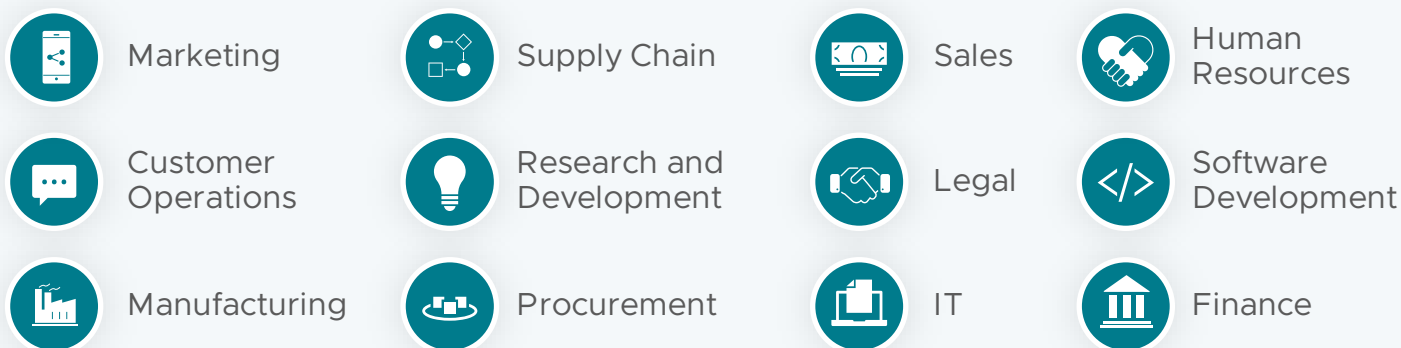 Marketing
Supply Chain
Sales
Human
Resources
Customer
Operations
Research and
Development
Legal
Software
Development
Manufacturing
Procurement
IT
Finance